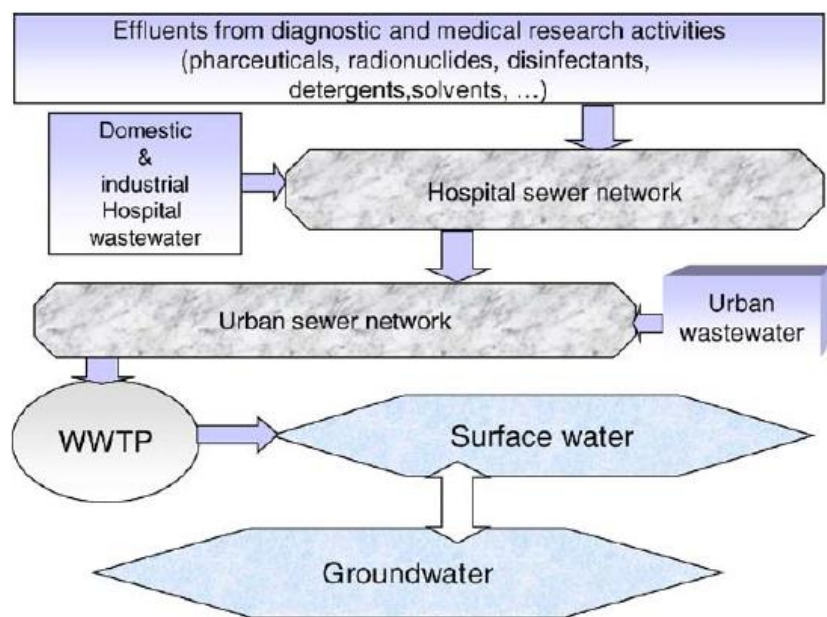 Effluents from diagnostic and medical research activities
(pharceuticals, radionuclides, disinfectants,
detergents,solvents, ...)
Domestic
&
industrial
Hospital
wastewater
Hospital sewer network
Urban sewer network
Urban
wastewater
WWTP
Surface water
Groundwater